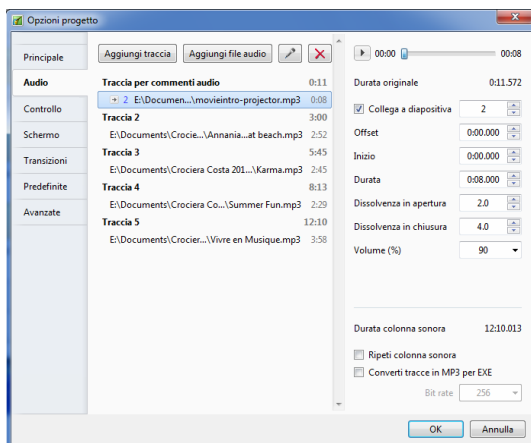 Opzioni progetto
Principale
Audio
Controllo
Schermo
Transizioni
Predefinite
Avanzate
Aggiungi traccia
Aggiungi file audio
Traccia per commenti audio 0:11
2 E:\Documen...\movieintro-projector.mp3 0:08
Traccia 2 3:00
E:\Documents\Crocie...\Annania...at beach.mp3 2:52
Traccia 3 5:45
E:\Documents\Crociera Costa 201...\Karma.mp3 2:45
Traccia 4 8:13
E:\Documents\Crociera Co...\Summer Fun.mp3 2:29
Traccia 5 12:10
E:\Documents\Crocier...\Vivre en Musique.mp3 3:58
00:00 00:08
Durata originale 0:11.572
Collega a diapositiva 2
Offset 0:00.000
Inizio 0:00.000
Durata 0:08.000
Dissolvenza in apertura 2.0
Dissolvenza in chiusura 4.0
Volume (%) 90
Durata colonna sonora 12:10.013
Ripeti colonna sonora
Converti tracce in MP3 per EXE
Bit rate 256
OK Annulla